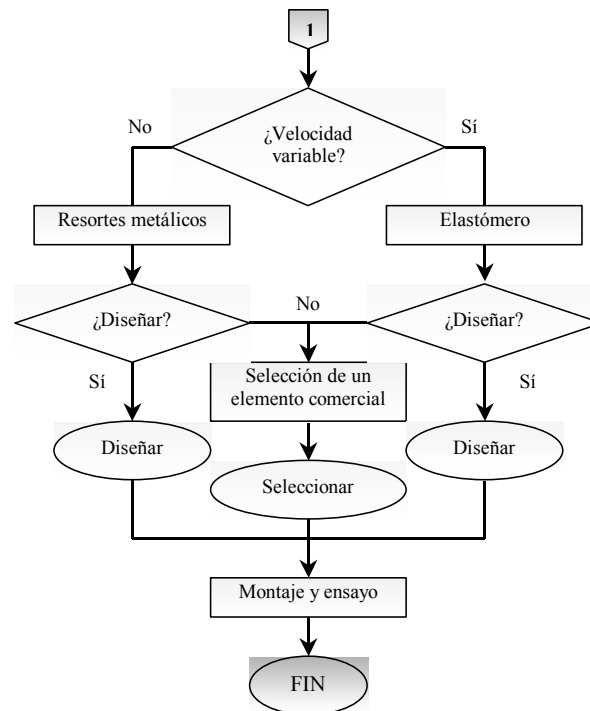 1
¿Velocidad
variable?
No
Sí
Resortes metálicos
Elastómero
¿Diseñar?
No
¿Diseñar?
Selección de un
elemento comercial
Sí
Sí
Diseñar
Seleccionar
Diseñar
Montaje y ensayo
FIN